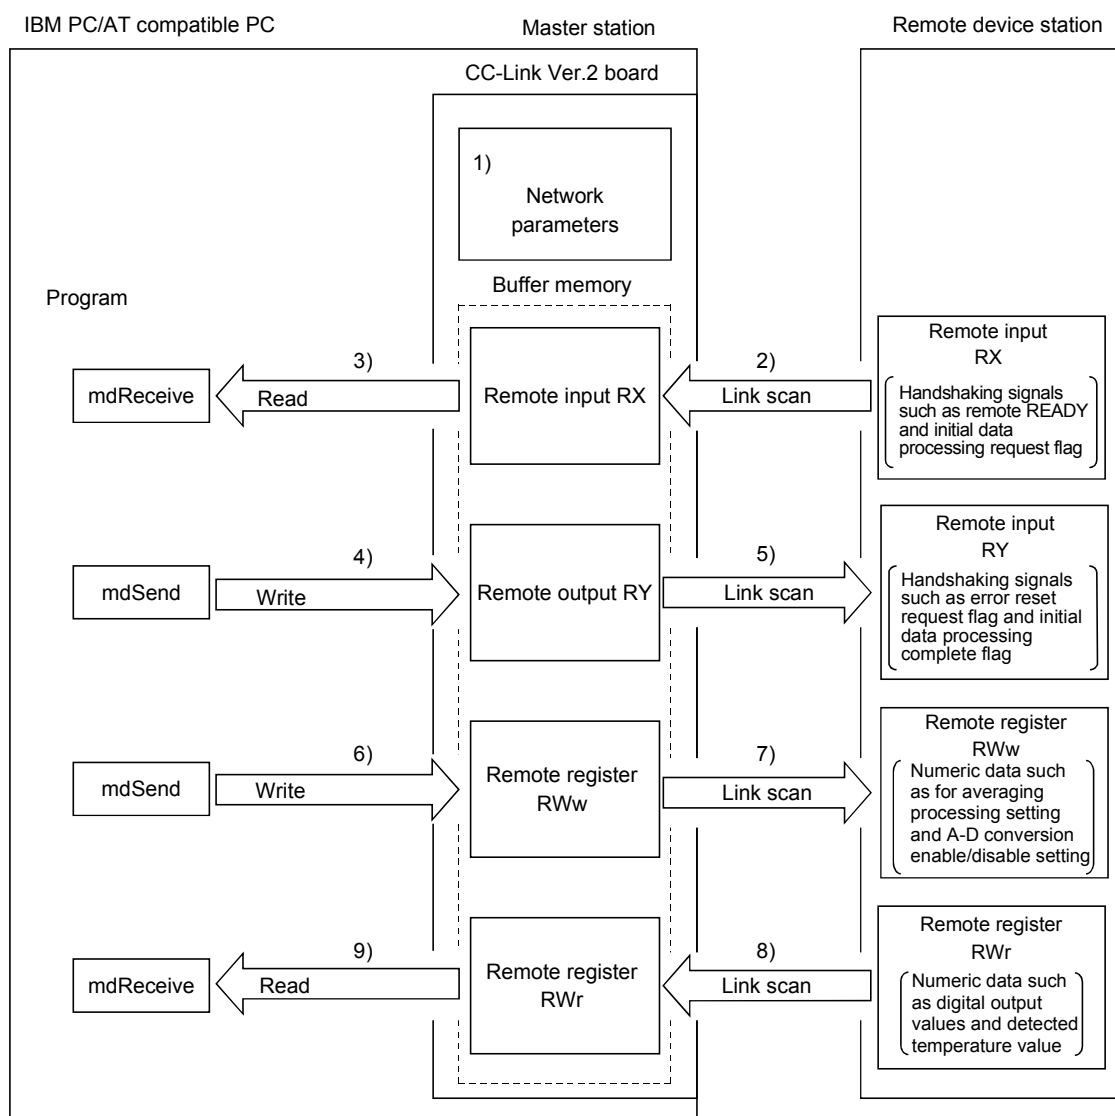 IBM PC/AT compatible PC
Master station
Remote device station
CC-Link Ver.2 board
1)
Network
parameters
Buffer memory
Program
mdReceive
3)
Read
Remote input RX
2)
Link scan
Remote input
RX
Handshaking signals
such as remote READY
and initial data
processing request flag
mdSend
4)
Write
Remote output RY
5)
Link scan
Remote input
RY
Handshaking signals
such as error reset
request flag and initial
data processing
complete flag
mdSend
6)
Write
Remote register
RWw
7)
Link scan
Remote register
RWw
Numeric data such
as for averaging
processing setting
and A-D conversion
enable/disable setting
mdReceive
9)
Read
Remote register
RWr
8)
Link scan
Remote register
RWr
Numeric data such
as digital output
values and detected
temperature value